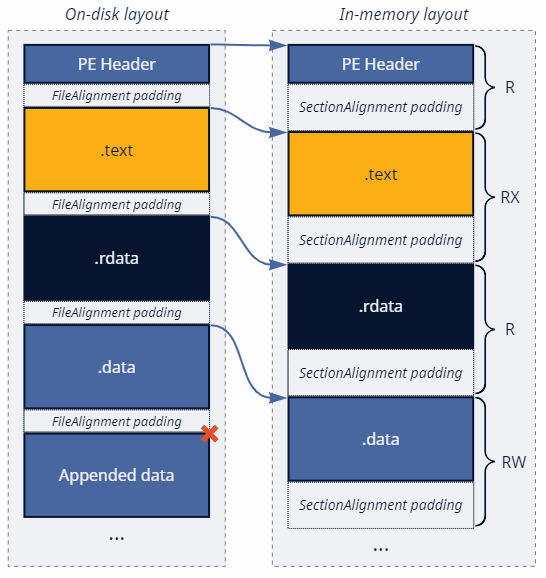 On-disk layout
PE Header
FileAlignment padding
.text
FileAlignment padding
.rdata
FileAlignment padding
.data
FileAlignment padding
Appended data
...
In-memory layout
PE Header
SectionAlignment padding
R
.text
SectionAlignment padding
RX
.rdata
SectionAlignment padding
R
.data
SectionAlignment padding
RW
...